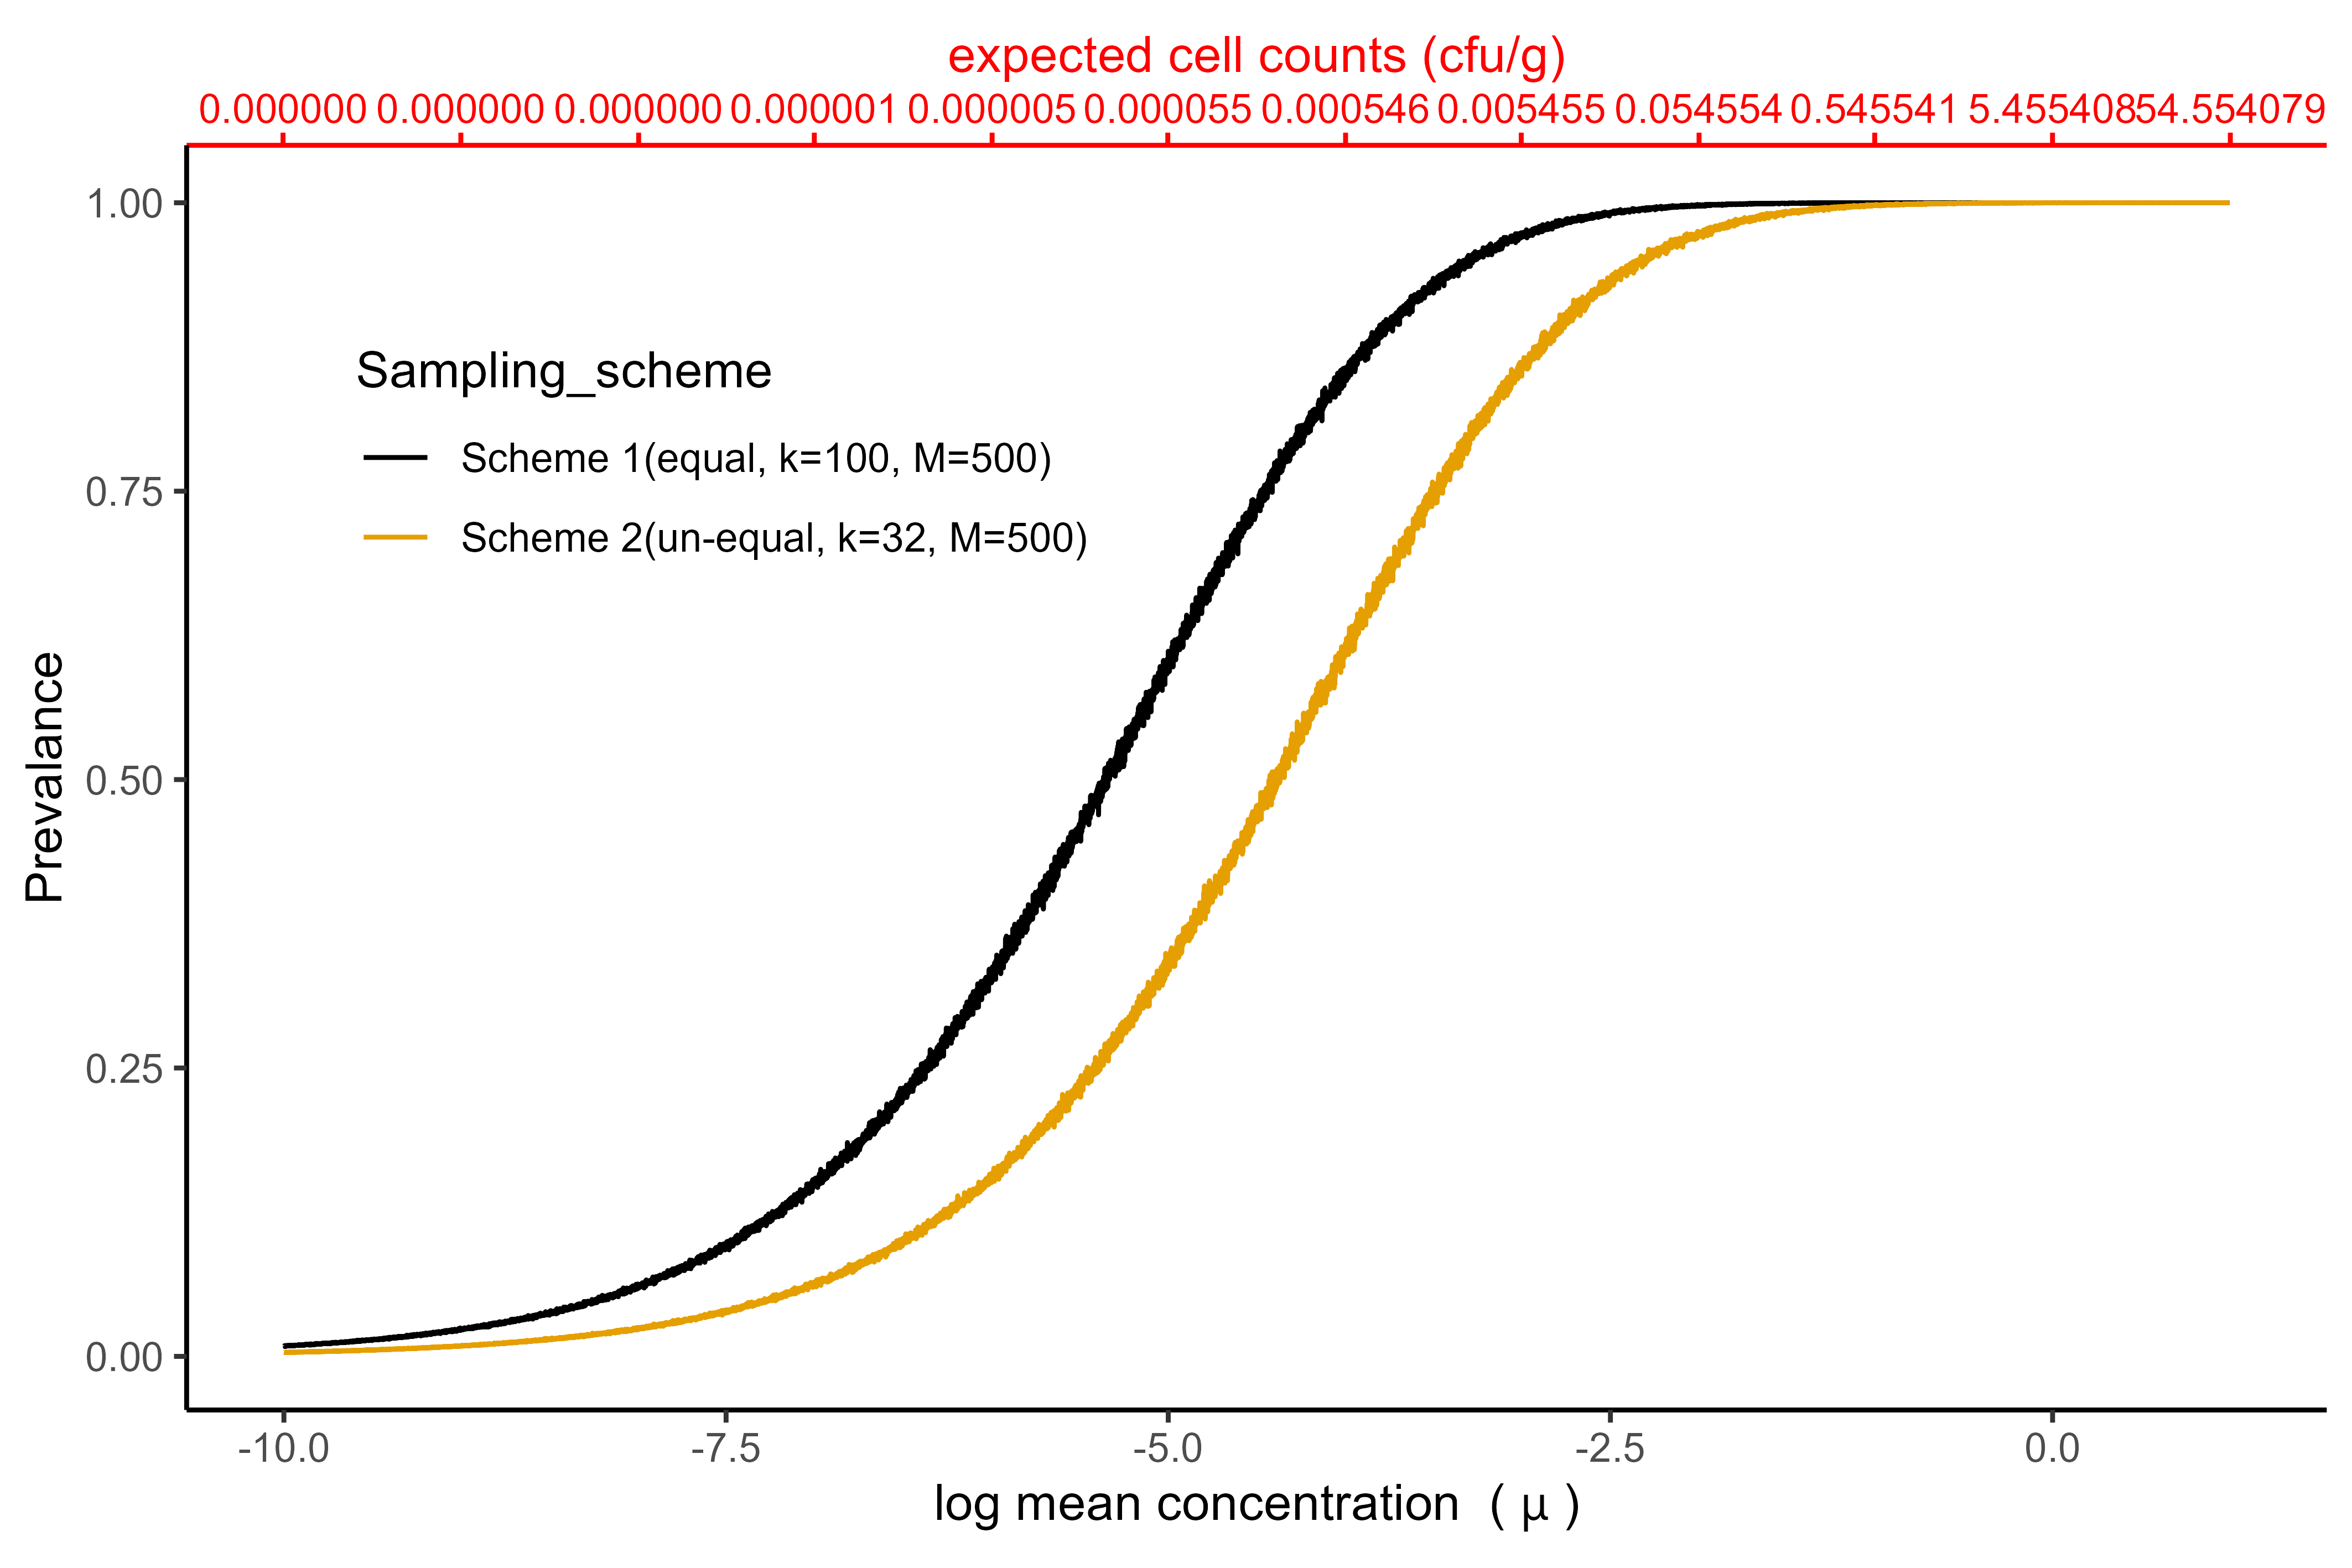 expected cell counts (cfu/g)
0.000000 0.000000 0.000000 0.000001 0.000005 0.000055 0.000546 0.005455 0.054554 0.545541 5.455408 54.554079
1.00
Sampling_scheme
Scheme 1(equal, k=100, M=500)
0.75
Scheme 2(un-equal, k=32, M=500)
Prevalance
0.50
0.25
0.00
-10.0 -7.5 -5.0 -2.5 0.0
log mean concentration ( μ )